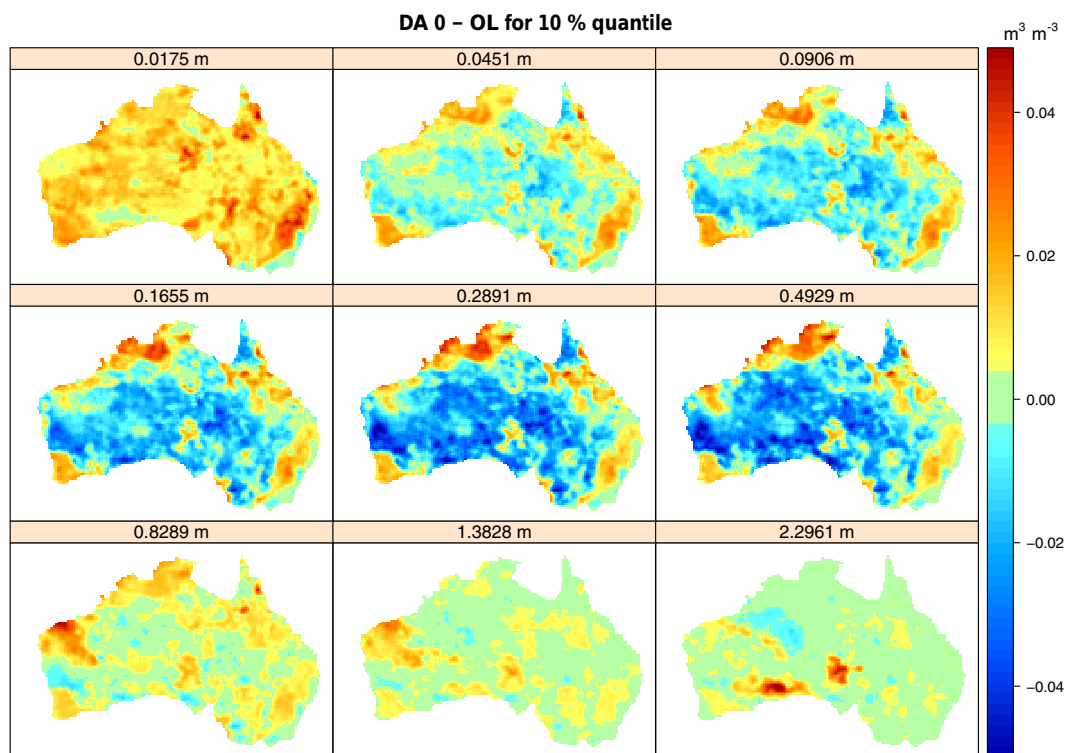 DA 0 − OL for 10 % quantile
m³ m⁻³
0.0175 m 0.0451 m 0.0906 m
0.04
0.02
0.1655 m 0.2891 m 0.4929 m
0.00
−0.02
0.8289 m 1.3828 m 2.2961 m
−0.04